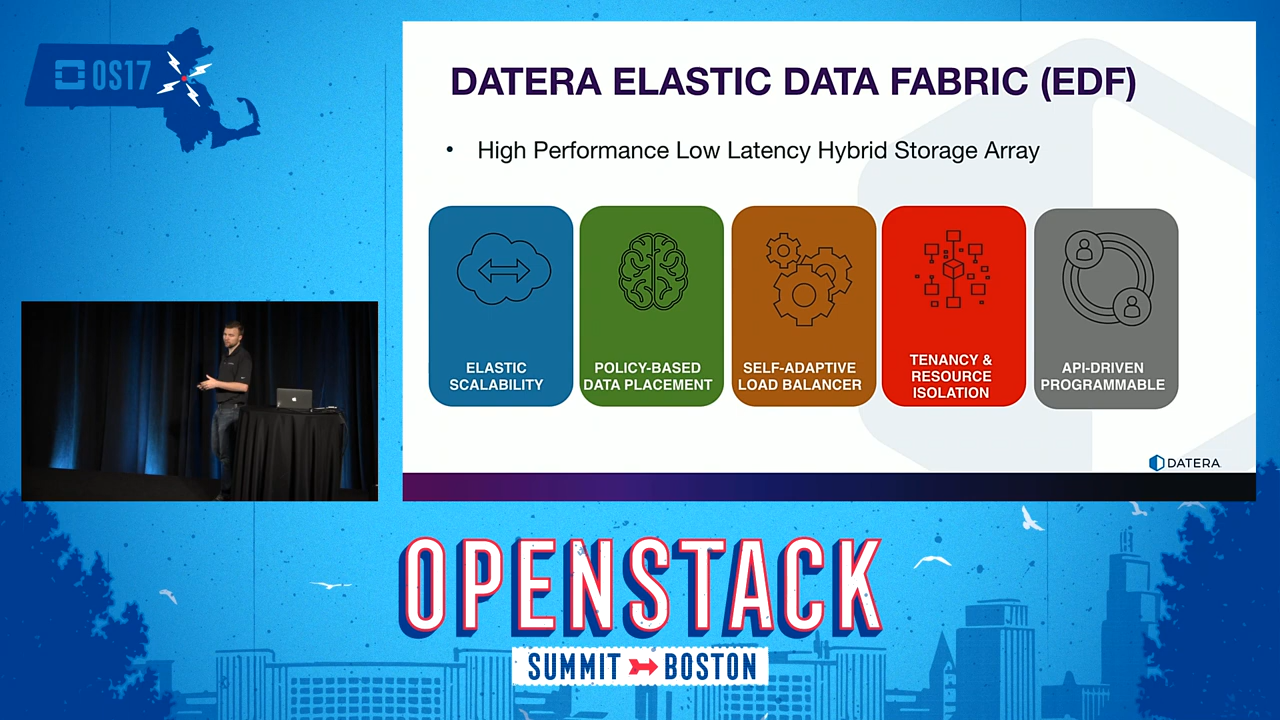 OS17
DATERA ELASTIC DATA FABRIC (EDF)
• High Performance Low Latency Hybrid Storage Array
ELASTIC
SCALABILITY
POLICY-BASED
DATA PLACEMENT
SELF-ADAPTIVE
LOAD BALANCER
TENANCY &
RESOURCE
ISOLATION
API-DRIVEN
PROGRAMMABLE
DATERA
OPENSTACK
SUMMIT BOSTON